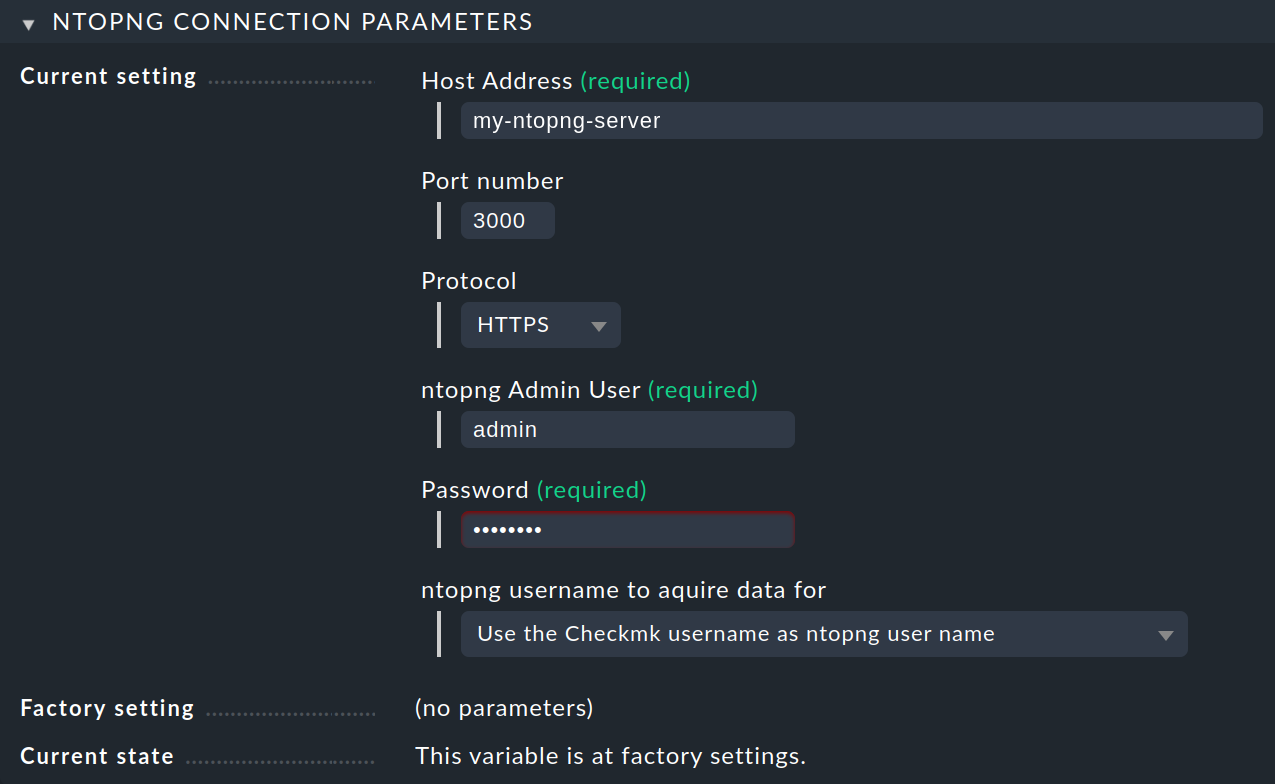 NTOPNG CONNECTION PARAMETERS
Current setting
Host Address (required)
my-ntopng-server
Port number
3000
Protocol
HTTPS
ntopng Admin User (required)
admin
Password (required)
••••••••
ntopng username to aquire data for
Use the Checkmk username as ntopng user name
Factory setting (no parameters)
Current state This variable is at factory settings.